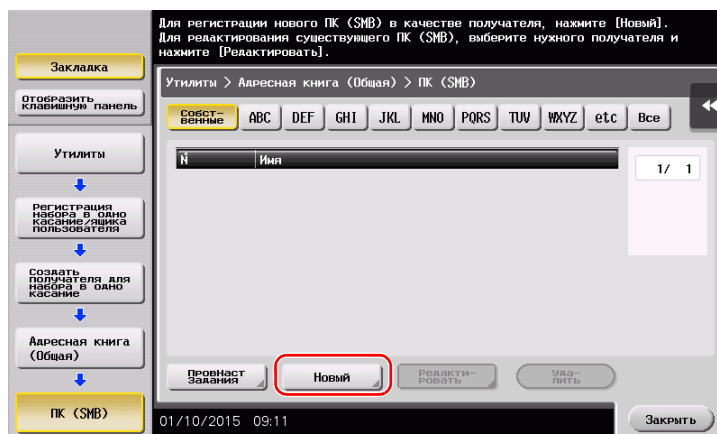 Для регистрации нового ПК (SMB) в качестве получателя, нажмите [Новый].
Для редактирования существующего ПК (SMB), выберите нужного получателя и
нажмите [Редактировать].
Закладка
Отобразить
клавишную панель
Утилиты
Регистрация
набора в одно
касание/ящика
пользователя
Создать
получателя для
набора в одно
касание
Адресная книга
(Общая)
ПК (SMB)
Утилиты > Адресная книга (Общая) > ПК (SMB)
Собст-
венные
ABC
DEF
GHI
JKL
MNO
PQRS
TUV
WXYZ
etc
Все
N Имя
1/ 1
ПровНаст
Задания
Новый
Редакти-
ровать
Уда-
лить
01/10/2015 09:11
Закрыть